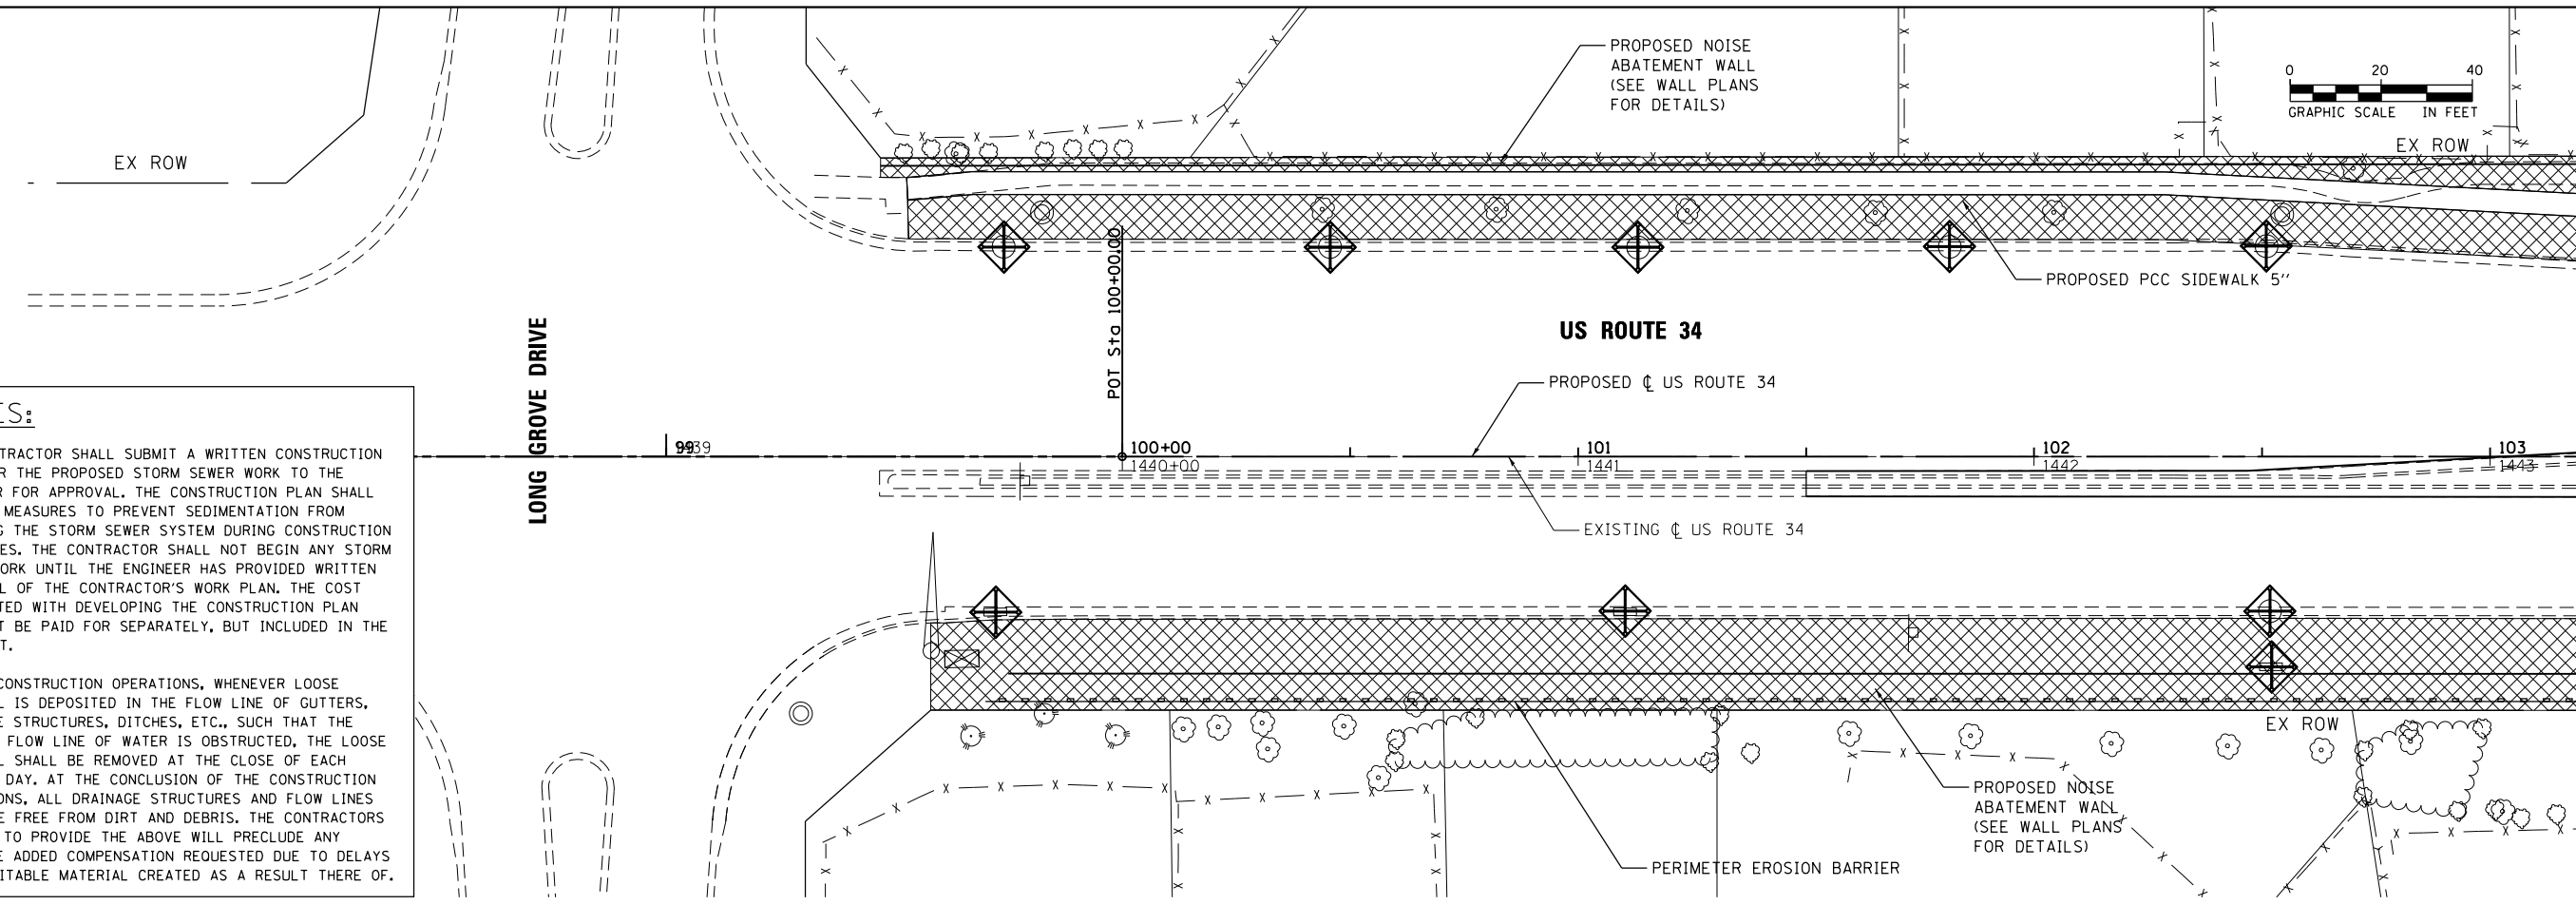 PROPOSED NOISE
ABATEMENT WALL
(SEE WALL PLANS
FOR DETAILS)
0 20 40
GRAPHIC SCALE IN FEET
EX ROW
EX ROW
PROPOSED PCC SIDEWALK 5''
US ROUTE 34
LONG GROVE DRIVE
POT Sta 100+00.00
PROPOSED ℄ US ROUTE 34
99 100+00 101 102 103
1440+00 1441 1442 1443
EXISTING ℄ US ROUTE 34
ES:
TRACTOR SHALL SUBMIT A WRITTEN CONSTRUCTION
R THE PROPOSED STORM SEWER WORK TO THE
R FOR APPROVAL. THE CONSTRUCTION PLAN SHALL
MEASURES TO PREVENT SEDIMENTATION FROM
G THE STORM SEWER SYSTEM DURING CONSTRUCTION
ES. THE CONTRACTOR SHALL NOT BEGIN ANY STORM
ORK UNTIL THE ENGINEER HAS PROVIDED WRITTEN
L OF THE CONTRACTOR'S WORK PLAN. THE COST
TED WITH DEVELOPING THE CONSTRUCTION PLAN
T BE PAID FOR SEPARATELY, BUT INCLUDED IN THE
T.
CONSTRUCTION OPERATIONS, WHENEVER LOOSE
L IS DEPOSITED IN THE FLOW LINE OF GUTTERS,
E STRUCTURES, DITCHES, ETC., SUCH THAT THE
FLOW LINE OF WATER IS OBSTRUCTED, THE LOOSE
L SHALL BE REMOVED AT THE CLOSE OF EACH
DAY. AT THE CONCLUSION OF THE CONSTRUCTION
ONS, ALL DRAINAGE STRUCTURES AND FLOW LINES
E FREE FROM DIRT AND DEBRIS. THE CONTRACTORS
TO PROVIDE THE ABOVE WILL PRECLUDE ANY
E ADDED COMPENSATION REQUESTED DUE TO DELAYS
ITABLE MATERIAL CREATED AS A RESULT THERE OF.
EX ROW
PROPOSED NOISE
ABATEMENT WALL
(SEE WALL PLANS
FOR DETAILS)
PERIMETER EROSION BARRIER